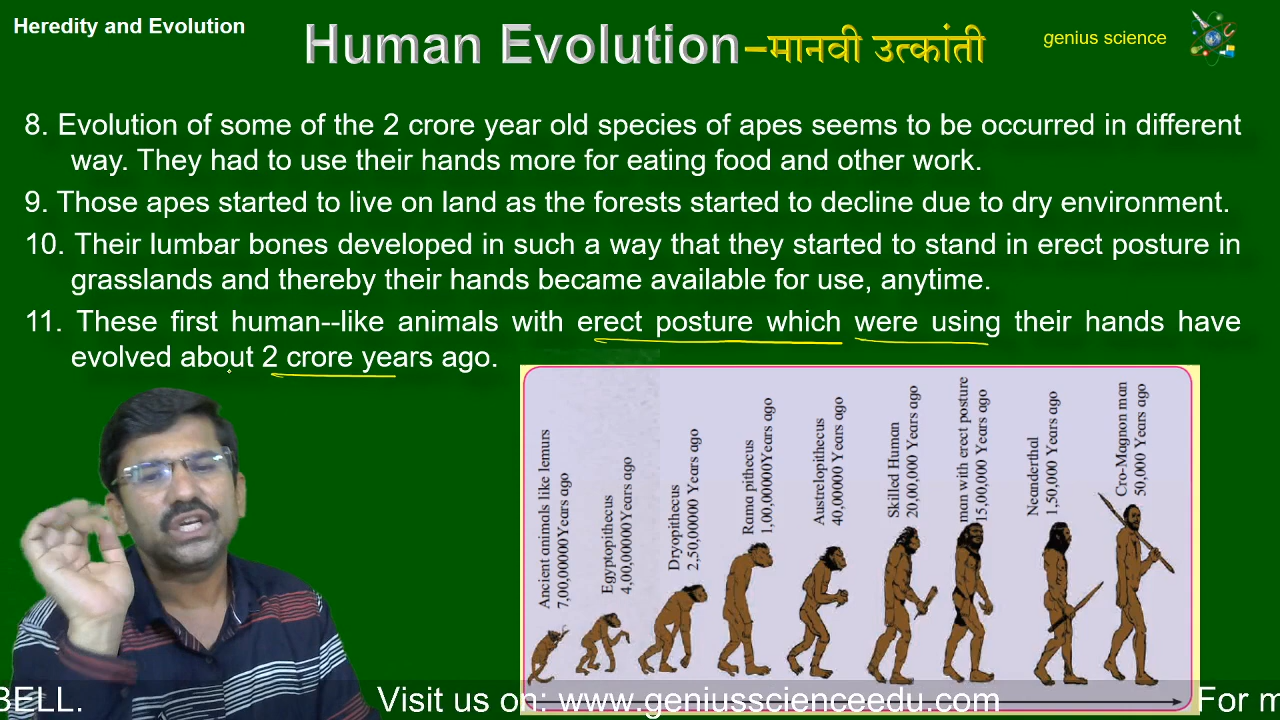 Heredity and Evolution
Human Evolution–मानवी उत्कांती
genius science
8. Evolution of some of the 2 crore year old species of apes seems to be occurred in different
way. They had to use their hands more for eating food and other work.
9. Those apes started to live on land as the forests started to decline due to dry environment.
10. Their lumbar bones developed in such a way that they started to stand in erect posture in
grasslands and thereby their hands became available for use, anytime.
11. These first human--like animals with erect posture which were using their hands have
evolved about 2 crore years ago.
Ancient animals like lemurs
7,00,00000Years ago
Egyptopithecus
4,00,00000Years ago
Dryopithecus
2,50,00000 Years ago
Rama pithecus
1,00,00000Years ago
Austrelopithecus
40,00000 Years ago
Skilled Human
20,00,000 Years ago
man with erect posture
15,00,000 Years ago
Neanderthal
1,50,000 Years ago
Cro-Magnon man
50,000 Years ago
BELL. Visit us on: www.geniusscienceedu.com For m